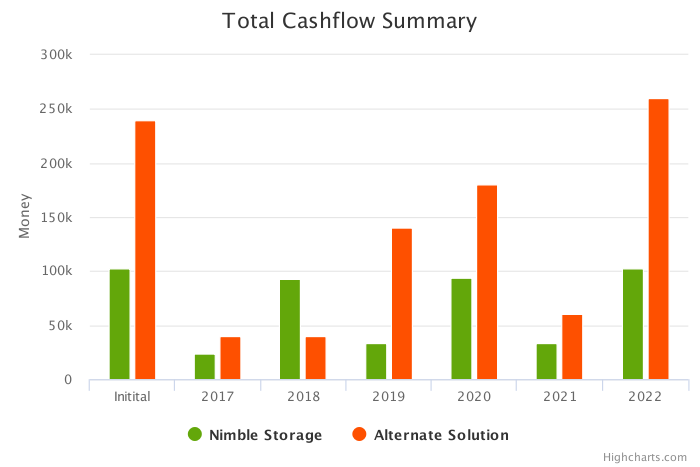 Total Cashflow Summary
300k
250k
200k
150k
100k
50k
0
Money
Initital
2017
2018
2019
2020
2021
2022
Nimble Storage
Alternate Solution
Highcharts.com